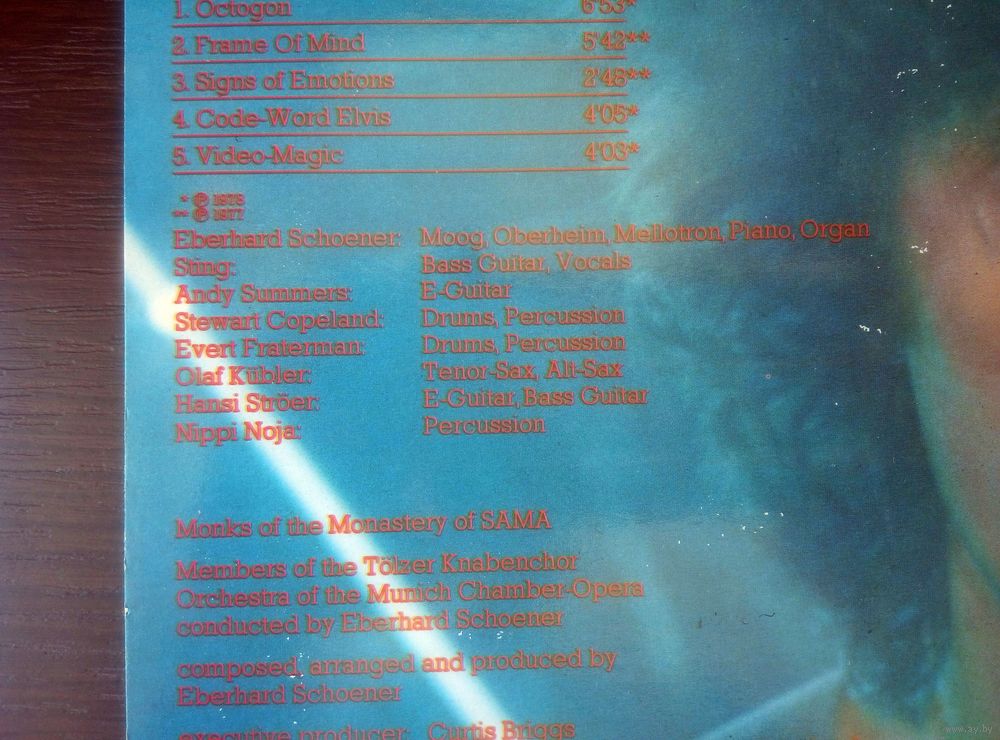 1. Octogon 6'53*
2. Frame Of Mind 5'42**
3. Signs of Emotions 2'48**
4. Code-Word Elvis 4'05*
5. Video-Magic 4'03*
* ℗ 1978
** ℗ 1977
Eberhard Schoener: Moog, Oberheim, Mellotron, Piano, Organ
Sting: Bass Guitar, Vocals
Andy Summers: E-Guitar
Stewart Copeland: Drums, Percussion
Evert Fraterman: Drums, Percussion
Olaf Kübler: Tenor-Sax, Alt-Sax
Hansi Ströer: E-Guitar, Bass Guitar
Nippi Noja: Percussion
Monks of the Monastery of SAMA
Members of the Tölzer Knabenchor
Orchestra of the Munich Chamber-Opera
conducted by Eberhard Schoener
composed, arranged and produced by
Eberhard Schoener
executive producer: Curtis Briggs
www.ay.by